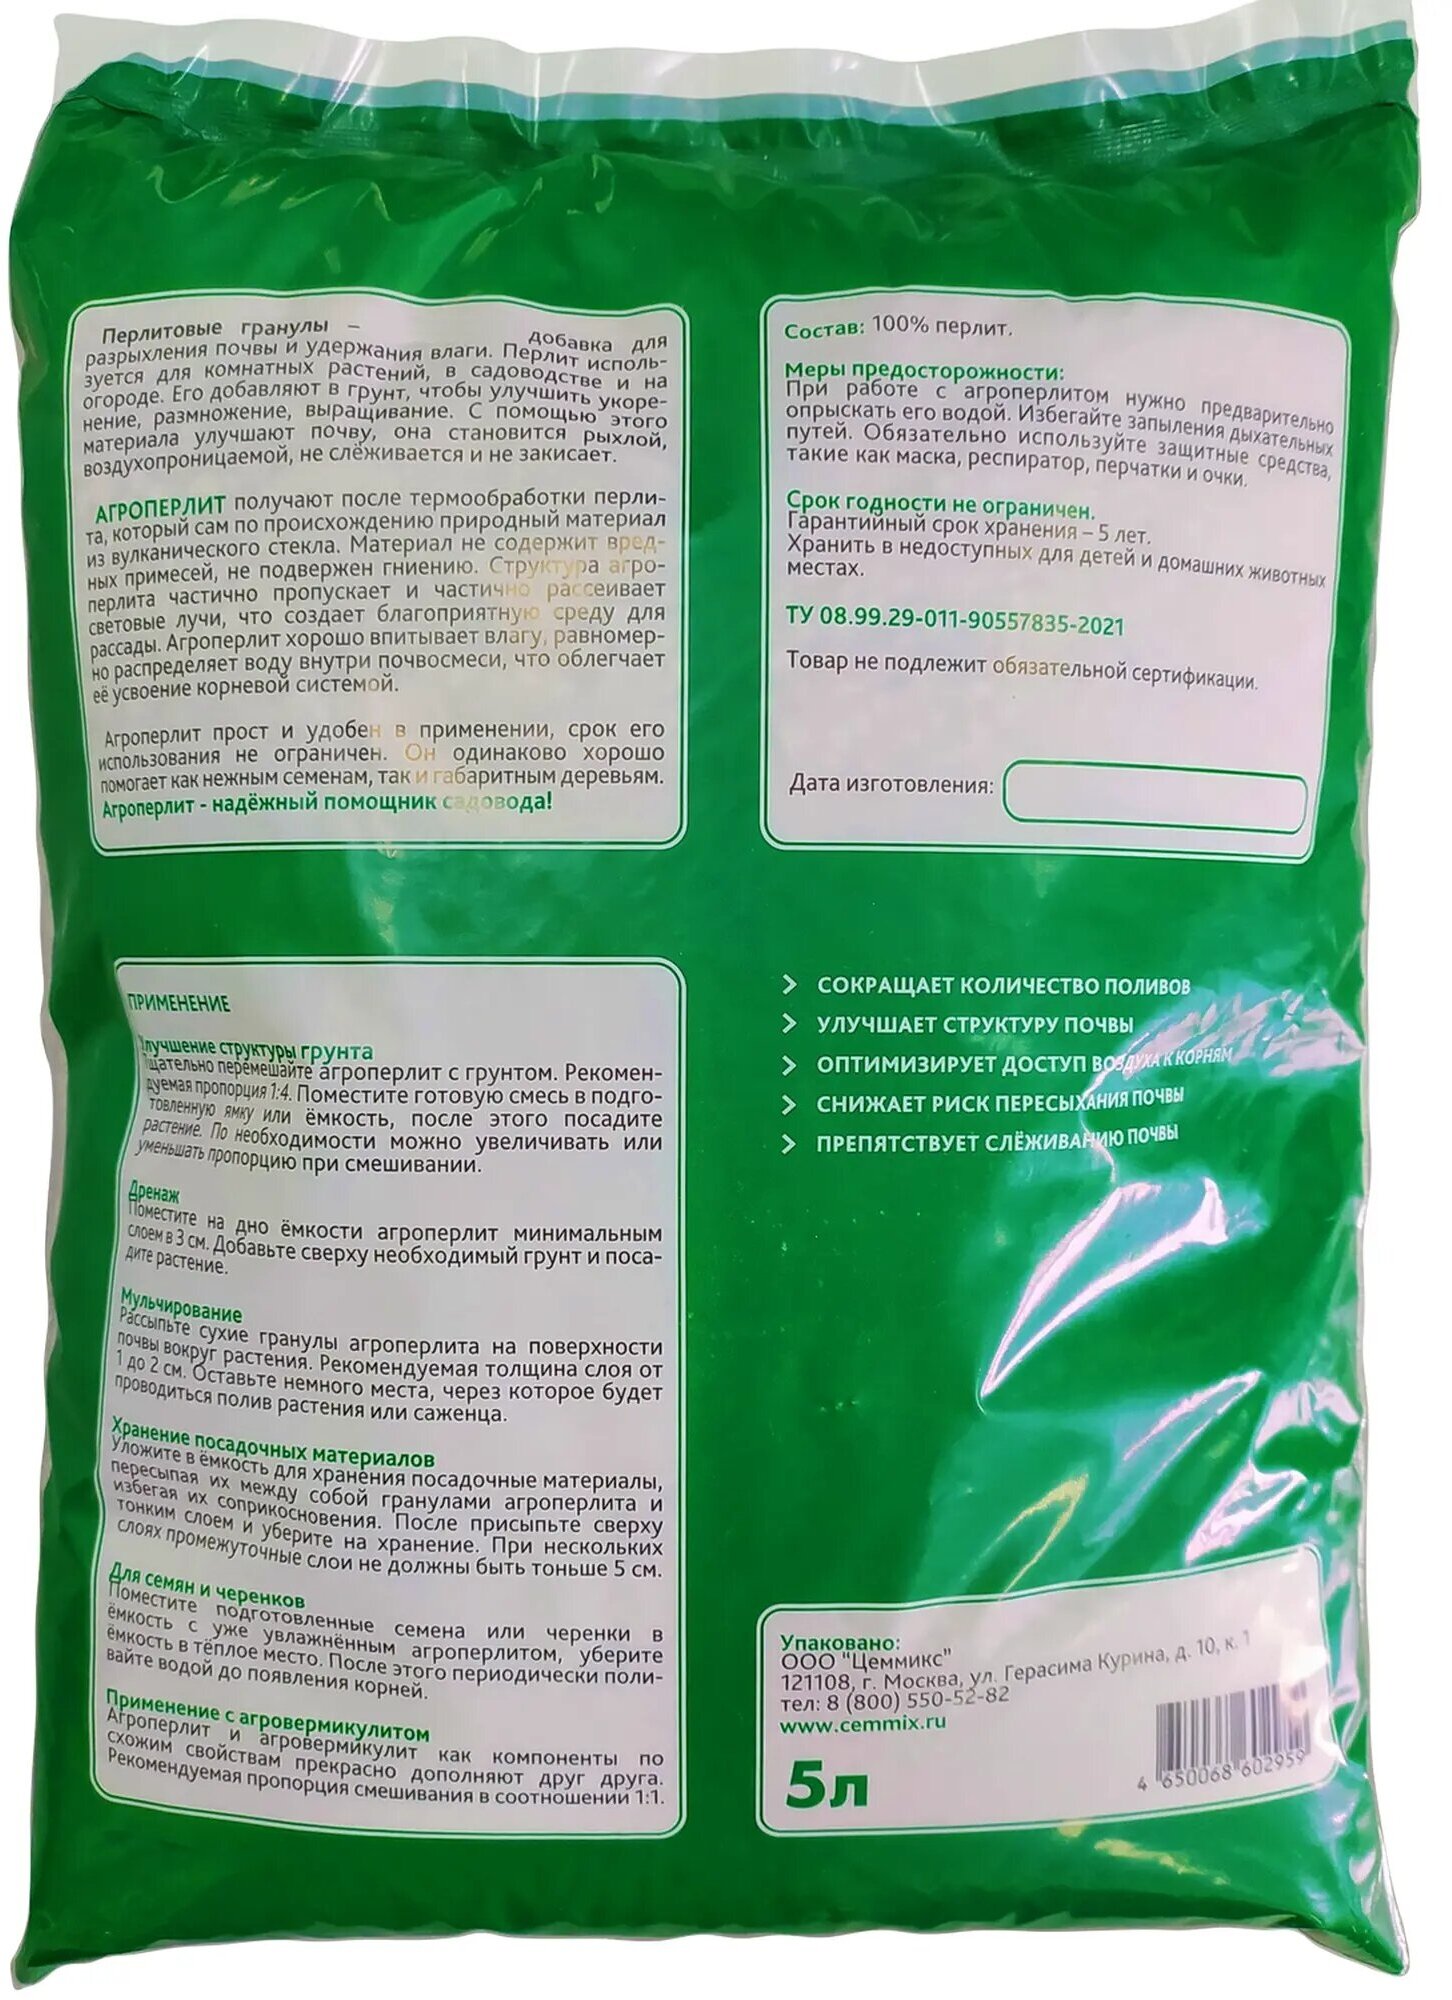 Перлитовые гранулы – добавка для
разрыхления почвы и удержания влаги. Перлит исполь-
зуется для комнатных растений, в садоводстве и на
огороде. Его добавляют в грунт, чтобы улучшить укоре-
нение, размножение, выращивание. С помощью этого
материала улучшают почву, она становится рыхлой,
воздухопроницаемой, не слёживается и не закисает.
АГРОПЕРЛИТ получают после термообработки перли-
та, который сам по происхождению природный материал
из вулканического стекла. Материал не содержит вред-
ных примесей, не подвержен гниению. Структура агро-
перлита частично пропускает и частично рассеивает
световые лучи, что создает благоприятную среду для
рассады. Агроперлит хорошо впитывает влагу, равномер-
но распределяет воду внутри почвосмеси, что облегчает
её усвоение корневой системой.
Агроперлит прост и удобен в применении, срок его
использования не ограничен. Он одинаково хорошо
помогает как нежным семенам, так и габаритным деревьям.
Агроперлит - надёжный помощник садовода!
Состав: 100% перлит.
Меры предосторожности:
При работе с агроперлитом нужно предварительно
опрыскать его водой. Избегайте запыления дыхательных
путей. Обязательно используйте защитные средства,
такие как маска, респиратор, перчатки и очки.
Срок годности не ограничен.
Гарантийный срок хранения – 5 лет.
Хранить в недоступных для детей и домашних животных
местах.
ТУ 08.99.29-011-90557835-2021
Товар не подлежит обязательной сертификации.
Дата изготовления:
ПРИМЕНЕНИЕ
Улучшение структуры грунта
Тщательно перемешайте агроперлит с грунтом. Рекомен-
дуемая пропорция 1:4. Поместите готовую смесь в подго-
товленную ямку или ёмкость, после этого посадите
растение. По необходимости можно увеличивать или
уменьшать пропорцию при смешивании.
Дренаж
Поместите на дно ёмкости агроперлит минимальным
слоем в 3 см. Добавьте сверху необходимый грунт и поса-
дите растение.
Мульчирование
Рассыпьте сухие гранулы агроперлита на поверхности
почвы вокруг растения. Рекомендуемая толщина слоя от
1 до 2 см. Оставьте немного места, через которое будет
проводиться полив растения или саженца.
Хранение посадочных материалов
Уложите в ёмкость для хранения посадочные материалы,
пересыпая их между собой гранулами агроперлита и
избегая их соприкосновения. После присыпьте сверху
тонким слоем и уберите на хранение. При нескольких
слоях промежуточные слои не должны быть тоньше 5 см.
Для семян и черенков
Поместите подготовленные семена или черенки в
ёмкость с уже увлажнённым агроперлитом, уберите
ёмкость в тёплое место. После этого периодически поли-
вайте водой до появления корней.
Применение с агровермикулитом
Агроперлит и агровермикулит как компоненты по
схожим свойствам прекрасно дополняют друг друга.
Рекомендуемая пропорция смешивания в соотношении 1:1.
СОКРАЩАЕТ КОЛИЧЕСТВО ПОЛИВОВ
УЛУЧШАЕТ СТРУКТУРУ ПОЧВЫ
ОПТИМИЗИРУЕТ ДОСТУП ВОЗДУХА К КОРНЯМ
СНИЖАЕТ РИСК ПЕРЕСЫХАНИЯ ПОЧВЫ
ПРЕПЯТСТВУЕТ СЛЁЖИВАНИЮ ПОЧВЫ
Упаковано:
ООО "Цеммикс"
121108, г. Москва, ул. Герасима Курина, д. 10, к. 1
тел: 8 (800) 550-52-82
www.cemmix.ru
5л
4 650068 602959